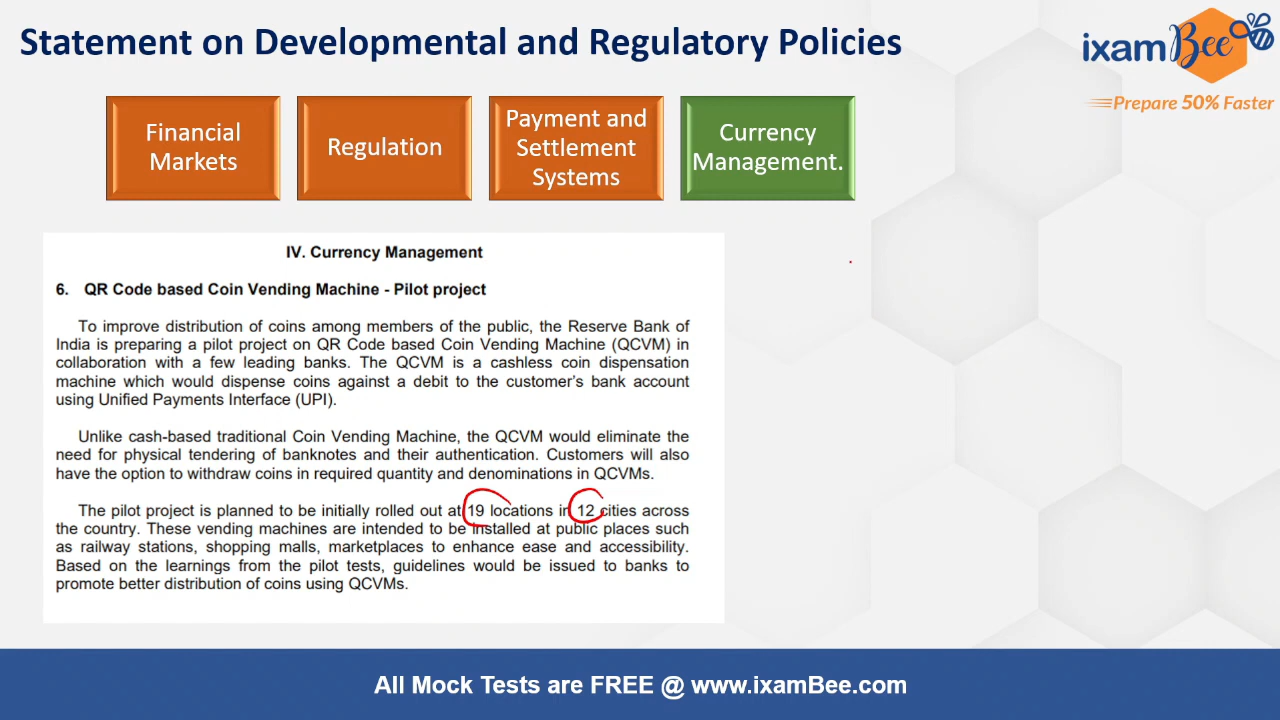 Statement on Developmental and Regulatory Policies
ixamBee
Prepare 50% Faster
Financial
Markets
Regulation
Payment and
Settlement
Systems
Currency
Management.
IV. Currency Management
6. QR Code based Coin Vending Machine - Pilot project
To improve distribution of coins among members of the public, the Reserve Bank of
India is preparing a pilot project on QR Code based Coin Vending Machine (QCVM) in
collaboration with a few leading banks. The QCVM is a cashless coin dispensation
machine which would dispense coins against a debit to the customer's bank account
using Unified Payments Interface (UPI).
Unlike cash-based traditional Coin Vending Machine, the QCVM would eliminate the
need for physical tendering of banknotes and their authentication. Customers will also
have the option to withdraw coins in required quantity and denominations in QCVMs.
The pilot project is planned to be initially rolled out at 19 locations in 12 cities across
the country. These vending machines are intended to be installed at public places such
as railway stations, shopping malls, marketplaces to enhance ease and accessibility.
Based on the learnings from the pilot tests, guidelines would be issued to banks to
promote better distribution of coins using QCVMs.
All Mock Tests are FREE @ www.ixamBee.com